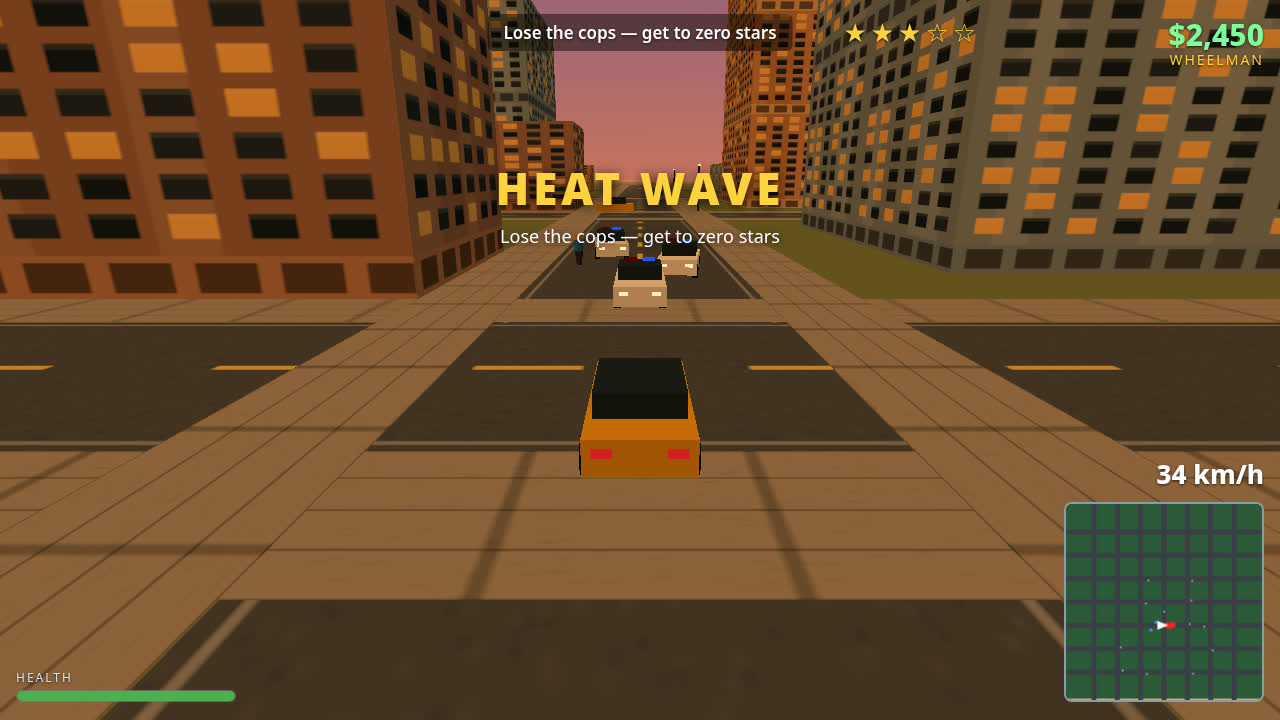 Lose the cops — get to zero stars
★★★☆☆
$2,450
WHEELMAN
HEAT WAVE
Lose the cops — get to zero stars
34 km/h
HEALTH